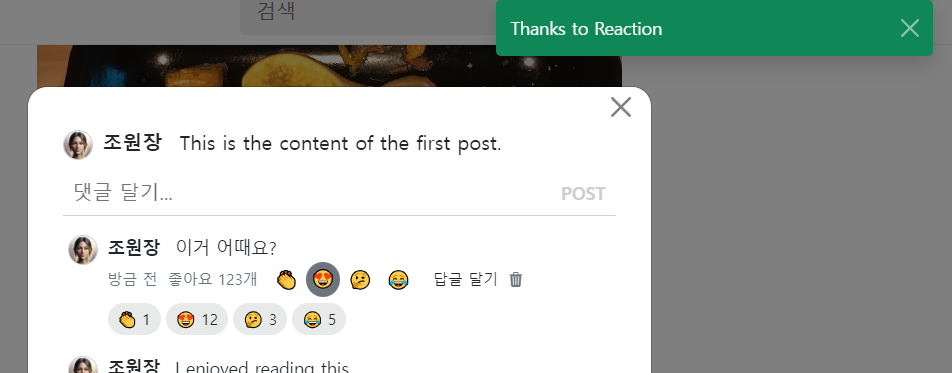 검색
Thanks to Reaction
조원장 This is the content of the first post.
댓글 달기...
POST
조원장 이거 어때요?
방금 전 좋아요 123개 답글 달기
1 12 3 5
조원장 I enjoyed reading this